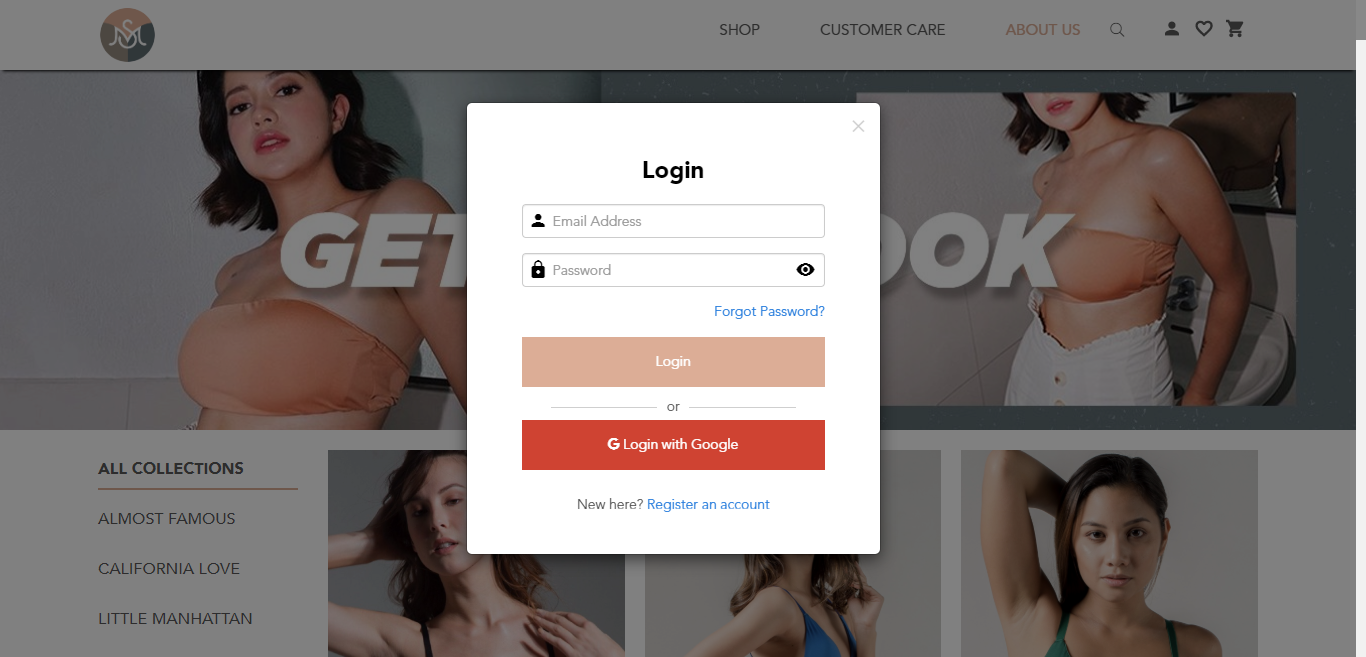 SHOP CUSTOMER CARE ABOUT US
GET OOK
Login
Email Address
Password
Forgot Password?
Login
or
G Login with Google
New here? Register an account
ALL COLLECTIONS
ALMOST FAMOUS
CALIFORNIA LOVE
LITTLE MANHATTAN